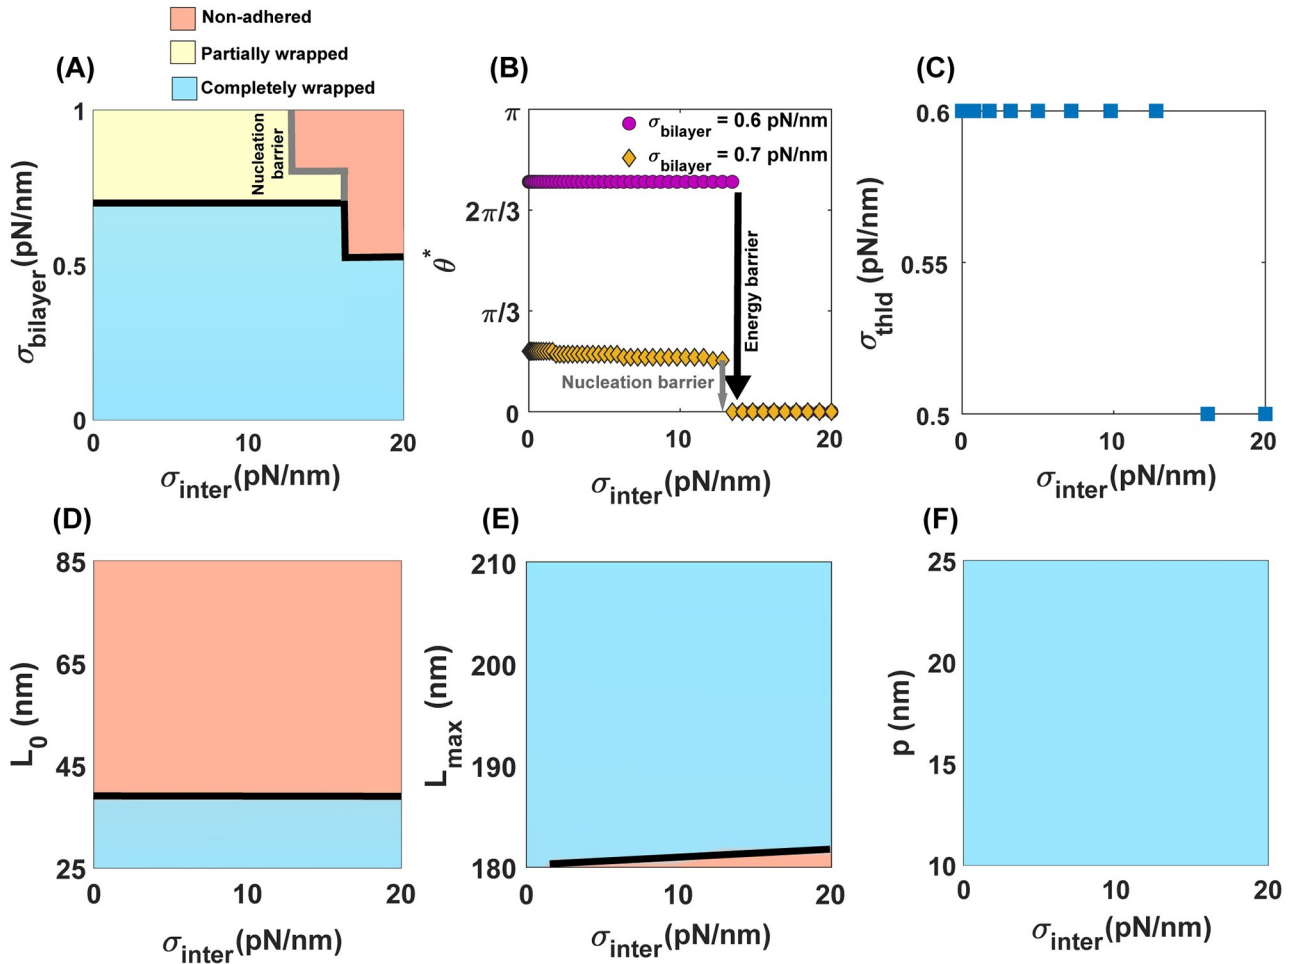 Non-adhered
Partially wrapped
Completely wrapped
(A)
1
0.5
0
σbilayer(pN/nm)
Nucleation
barrier
0 10 20
σinter(pN/nm)
(B)
π
2π/3
π/3
0
θ*
σbilayer = 0.6 pN/nm
σbilayer = 0.7 pN/nm
Energy barrier
Nucleation barrier
0 10 20
σinter(pN/nm)
(C)
0.6
0.55
0.5
σthld (pN/nm)
0 10 20
σinter(pN/nm)
(D)
85
65
45
25
L0 (nm)
0 10 20
σinter(pN/nm)
(E)
210
200
190
180
Lmax (nm)
0 10 20
σinter(pN/nm)
(F)
25
20
15
10
p (nm)
0 10 20
σinter(pN/nm)